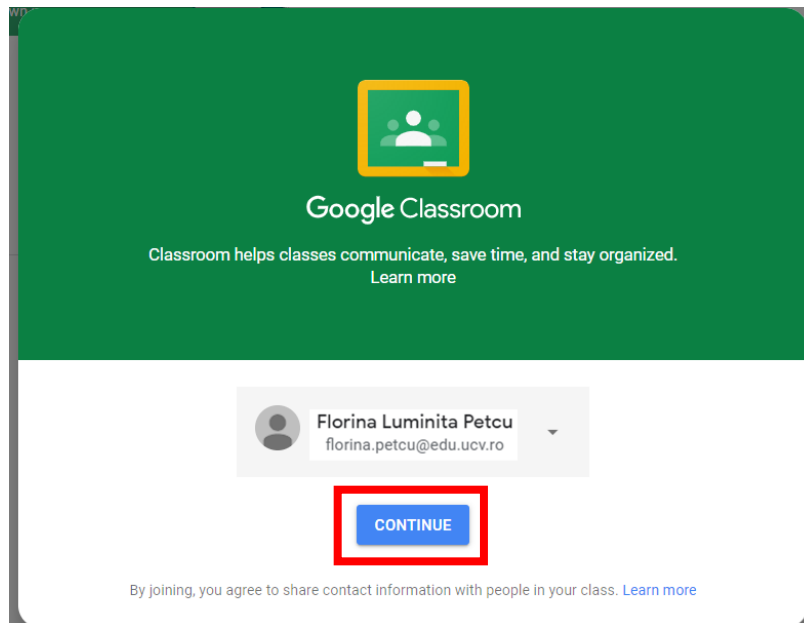 Google Classroom
Classroom helps classes communicate, save time, and stay organized.
Learn more
Florina Luminita Petcu
florina.petcu@edu.ucv.ro
CONTINUE
By joining, you agree to share contact information with people in your class. Learn more